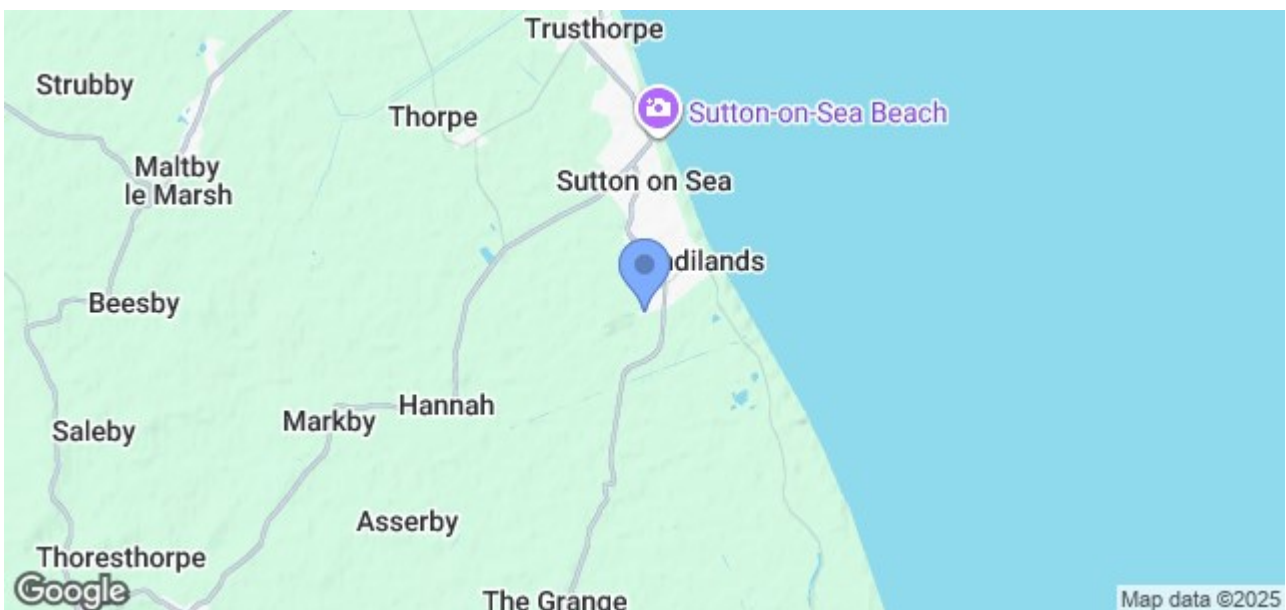 Trusthorpe
Strubby
Sutton-on-Sea Beach
Thorpe
Maltby
le Marsh
Sutton on Sea
dilands
Beesby
Hannah
Markby
Saleby
Asserby
Thoresthorpe
The Grange
Google
Map data ©2025